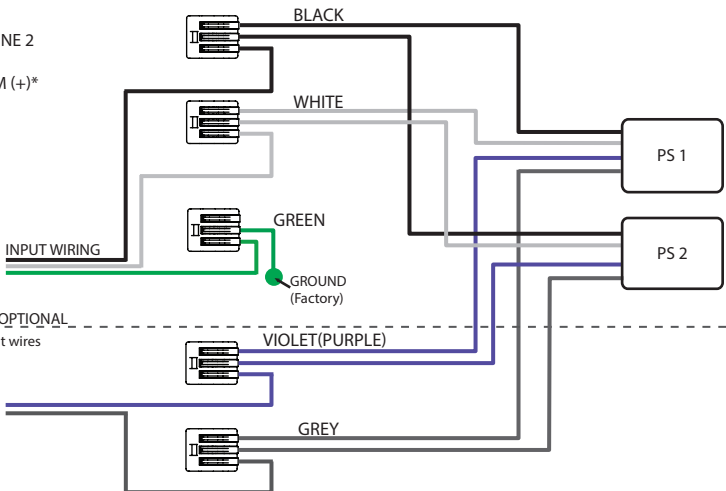 BLACK
NE 2
M (+)*
WHITE
PS 1
GREEN
INPUT WIRING
PS 2
GROUND
(Factory)
OPTIONAL
t wires
VIOLET(PURPLE)
GREY